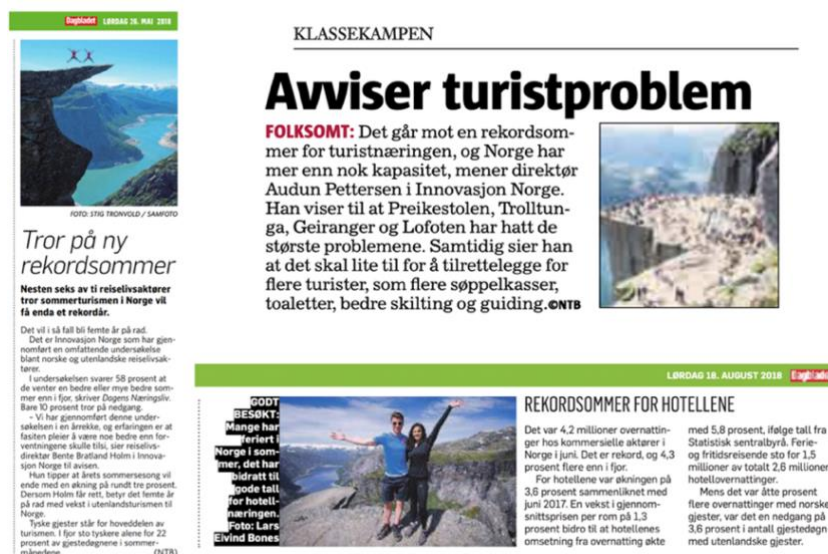 Dagbladet LØRDAG 26. MAI 2018
FOTO: STIG TRONVOLD / SAMFOTO
Tror på ny
rekordsommer
Nesten seks av ti reiselivsaktører
tror sommerturismen i Norge vil
få enda et rekordår.
Det vil i så fall bli femte år på rad.
Det er Innovasjon Norge som har gjen-
nomført en omfattende undersøkelse
blant norske og utenlandske reiselivsak-
tører.
I undersøkelsen svarer 58 prosent at
de venter en bedre eller mye bedre som-
mer enn i fjor, skriver Dagens Næringsliv.
Bare 10 prosent tror på nedgang.
– Vi har gjennomført denne under-
søkelsen i en årrekke, og erfaringen er at
fasiten pleier å være noe bedre enn for-
ventningene skulle tilsi, sier reiselivs-
direktør Bente Bratland Holm i Innova-
sjon Norge til avisen.
Hun tipper at årets sommersesong vil
ende med en økning på rundt tre prosent.
Dersom Holm får rett, betyr det femte år
på rad med vekst i utenlandsturismen til
Norge.
Tyske gjester står for hoveddelen av
turismen. I fjor sto tyskere alene for 22
prosent av gjestedøgnene i sommer-
månedene. (NTB)
KLASSEKAMPEN
Avviser turistproblem
FOLKSOMT: Det går mot en rekordsom-
mer for turistnæringen, og Norge har
mer enn nok kapasitet, mener direktør
Audun Pettersen i Innovasjon Norge.
Han viser til at Preikestolen, Trolltun-
ga, Geiranger og Lofoten har hatt de
største problemene. Samtidig sier han
at det skal lite til for å tilrettelegge for
flere turister, som flere søppelkasser,
toaletter, bedre skilting og guiding.©NTB
LØRDAG 18. AUGUST 2018 Dagblade
GODT
BESØKT:
Mange har
feriert i
Norge i som-
mer, det har
bidratt til
gode tall
for hotell-
næringen.
Foto: Lars
Eivind Bones
REKORDSOMMER FOR HOTELLENE
Det var 4,2 millioner overnattin-
ger hos kommersielle aktører i
Norge i juni. Det er rekord, og 4,3
prosent flere enn i fjor.
For hotellene var økningen på
3,6 prosent sammenliknet med
juni 2017. En vekst i gjennom-
snittsprisen per rom på 1,3
prosent bidro til at hotellenes
omsetning fra overnatting økte
med 5,8 prosent, ifølge tall fra
Statistisk sentralbyrå. Ferie-
og fritidsreisende sto for 1,5
millioner av totalt 2,6 millioner
hotellovernattinger.
Mens det var åtte prosent
flere overnattinger med norske
gjester, var det en nedgang på
3,6 prosent i antall gjestedøgn
med utenlandske gjester.